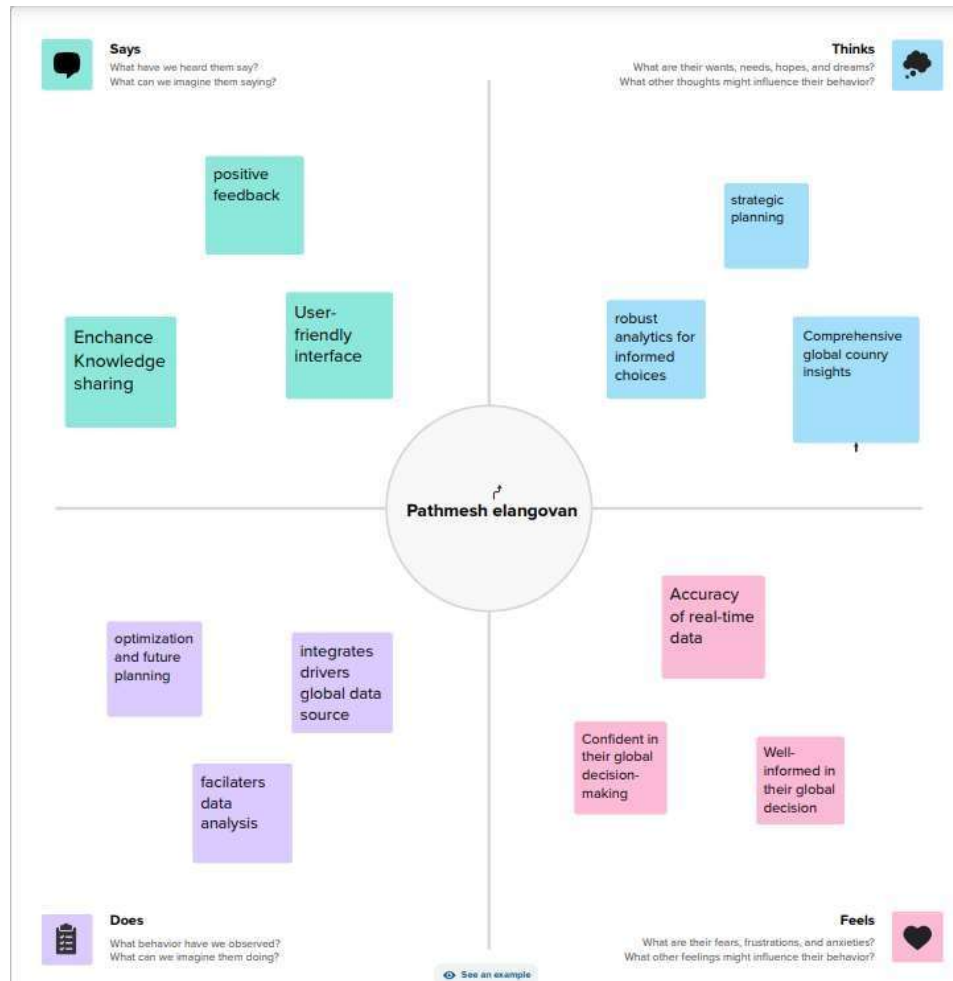 Says
What have we heard them say?
What can we imagine them saying?
Thinks
What are their wants, needs, hopes, and dreams?
What other thoughts might influence their behavior?
positive
feedback
Enchance
Knowledge
sharing
User-
friendly
interface
strategic
planning
robust
analytics for
informed
choices
Comprehensive
global counry
insights
Pathmesh elangovan
optimization
and future
planning
integrates
drivers
global data
source
facilaters
data
analysis
Accuracy
of real-time
data
Confident in
their global
decision-
making
Well-
informed in
their global
decision
Does
What behavior have we observed?
What can we imagine them doing?
Feels
What are their fears, frustrations, and anxieties?
What other feelings might influence their behavior?
See an example